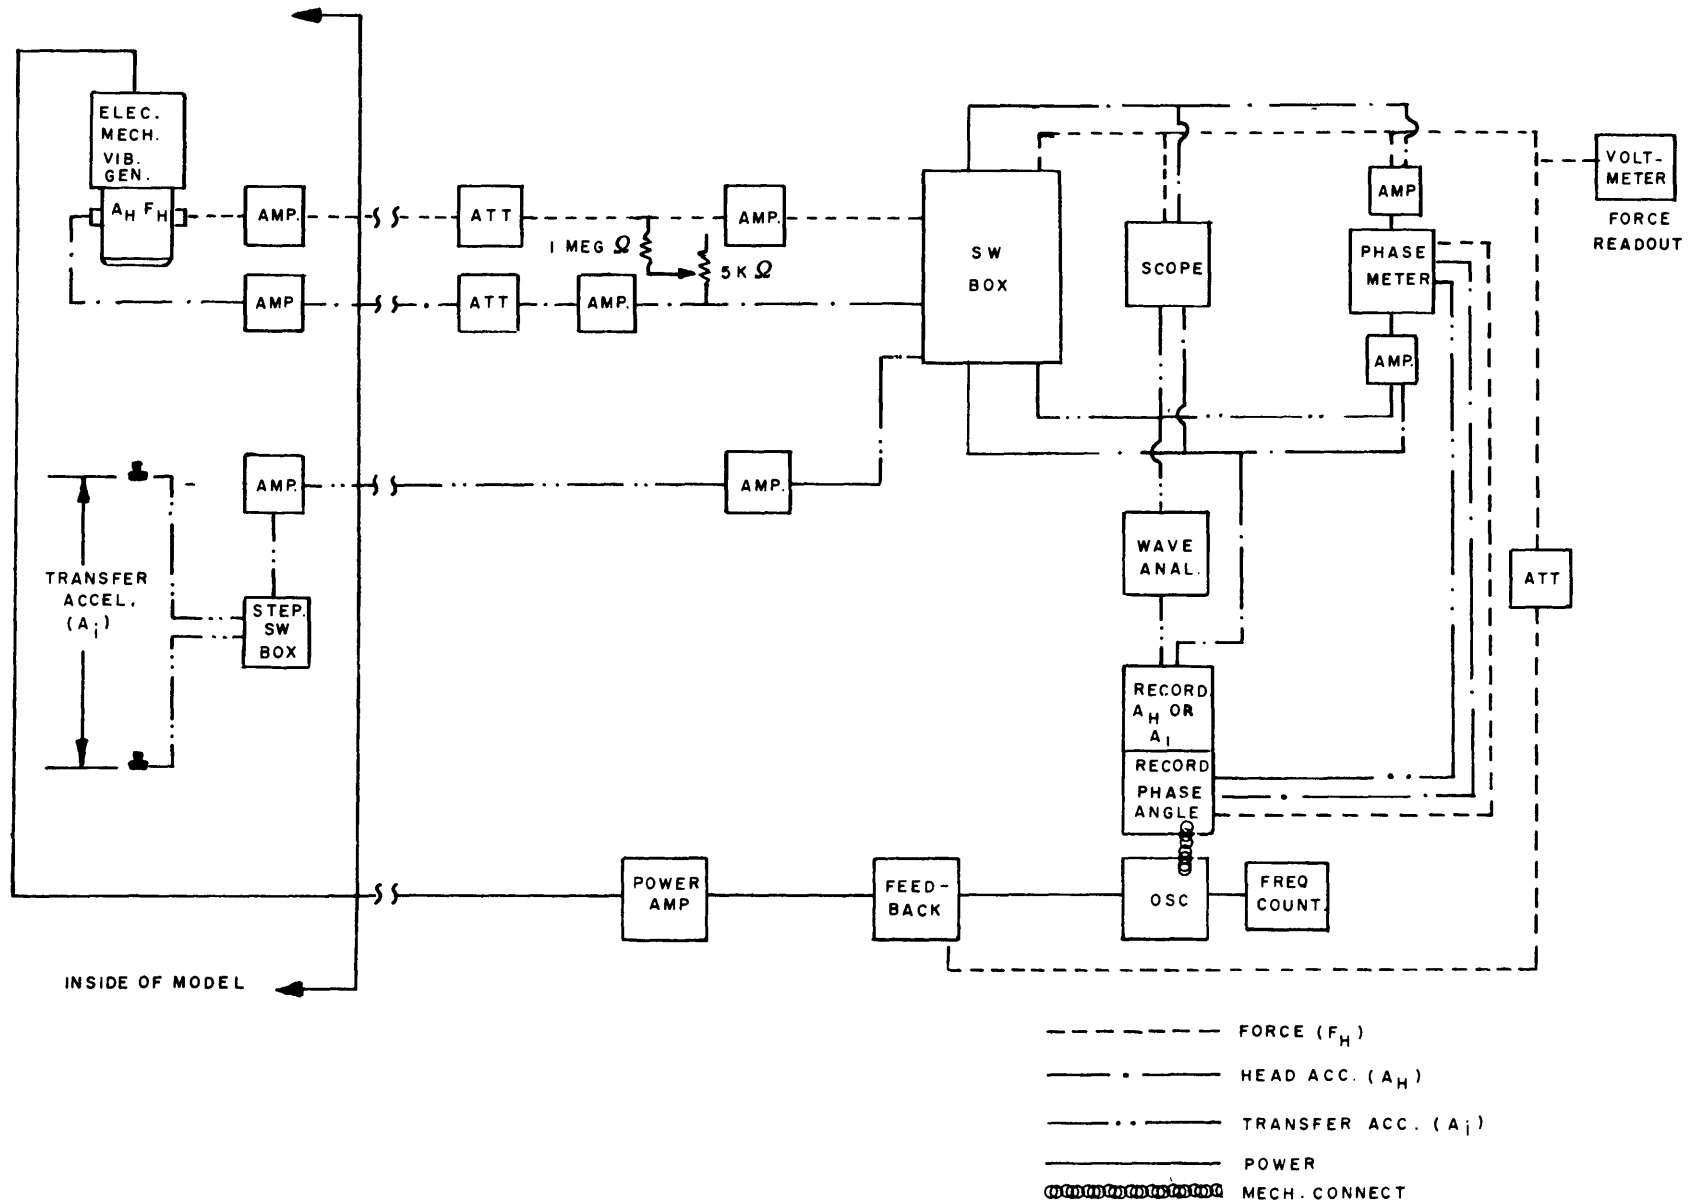 ELEC.
MECH.
VIB.
GEN.
A_H F_H
AMP.
ATT
AMP.
1 MEG Ω
5K Ω
AMP
ATT
AMP.
SW
BOX
SCOPE
AMP
PHASE
METER
AMP.
VOLT-
METER
FORCE
READOUT
AMP.
AMP.
TRANSFER
ACCEL.
(A_i)
STEP.
SW
BOX
WAVE
ANAL.
ATT
RECORD
A_H OR
A_I
RECORD
PHASE
ANGLE
POWER
AMP
FEED-
BACK
OSC
FREQ
COUNT.
INSIDE OF MODEL
FORCE (F_H)
HEAD ACC. (A_H)
TRANSFER ACC. (A_i)
POWER
MECH. CONNECT